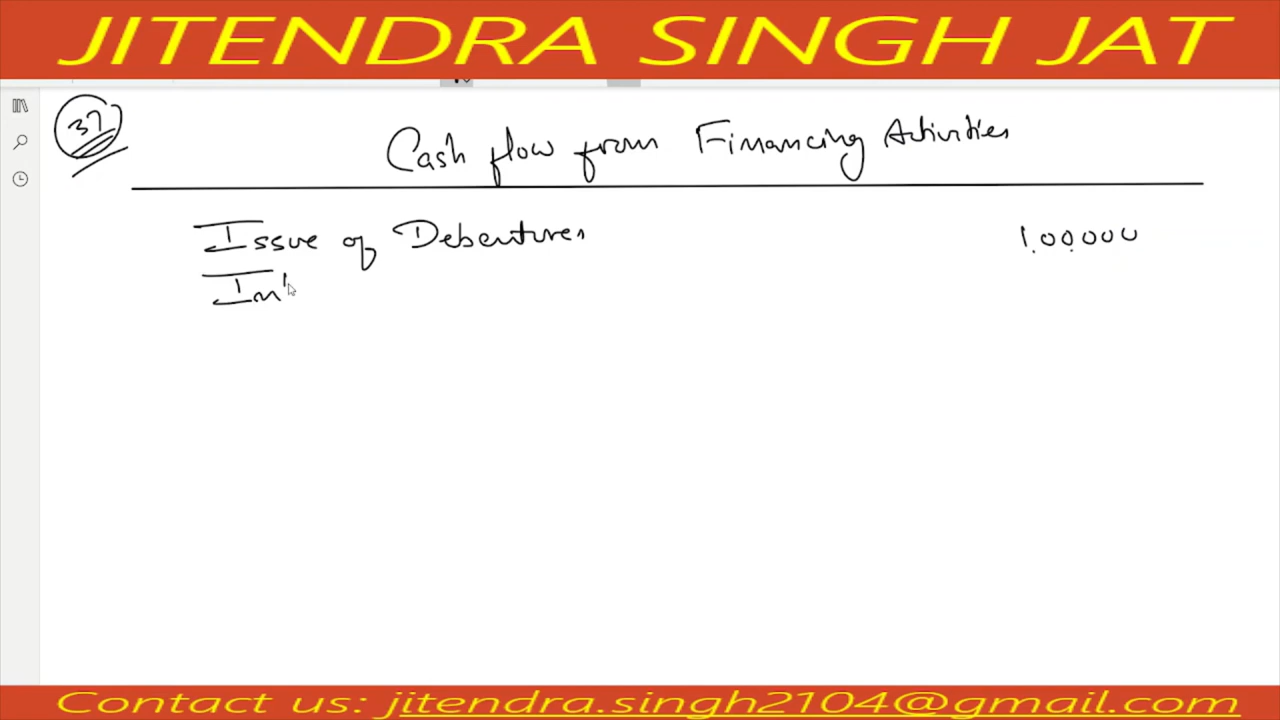 JITENDRA SINGH JAT
37
Cash flow from Financing Activities
Issue of Debentures 1,00,000
Int
Contact us: jitendra.singh2104@gmail.com